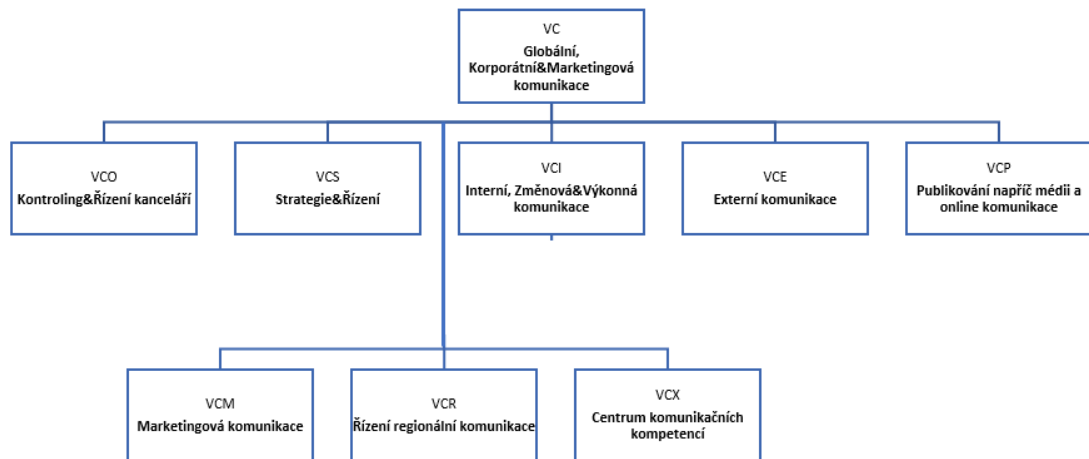 VC
Globální,
Korporátní&Marketingová
komunikace
VCO
Kontroling&Řízení kanceláří
VCS
Strategie&Řízení
VCI
Interní, Změnová&Výkonná
komunikace
VCE
Externí komunikace
VCP
Publikování napříč médii a
online komunikace
VCM
Marketingová komunikace
VCR
Řízení regionální komunikace
VCX
Centrum komunikačních
kompetencí